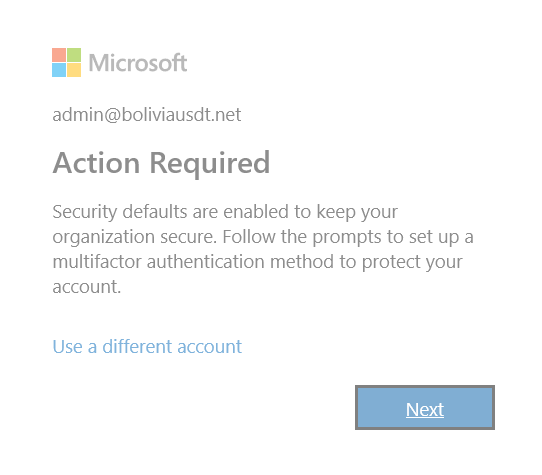 Microsoft
admin@boliviausdt.net
Action Required
Security defaults are enabled to keep your
organization secure. Follow the prompts to set up a
multifactor authentication method to protect your
account.
Use a different account
Next